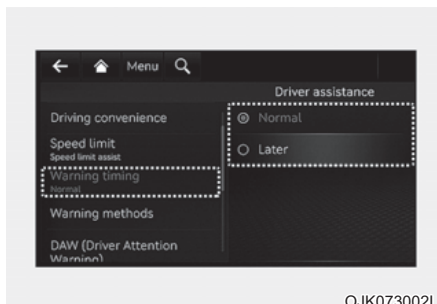 Menu
Driver assistance
Driving convenience
Speed limit
Speed limit assist
Warning timing
Normal
Warning methods
DAW (Driver Attention
Warning)
Normal
Later
OJK073002L